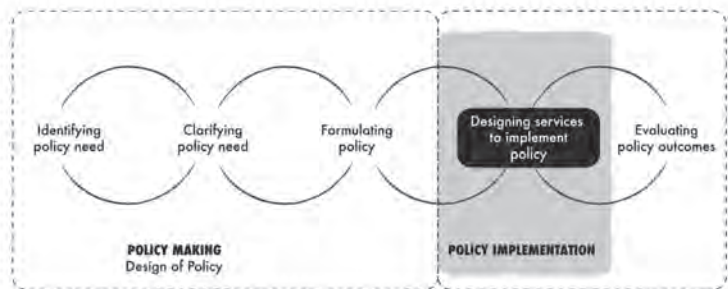 Identifying
policy need
Clarifying
policy need
Formulating
policy
Designing services
to implement
policy
Evaluating
policy outcomes
POLICY MAKING
Design of Policy
POLICY IMPLEMENTATION